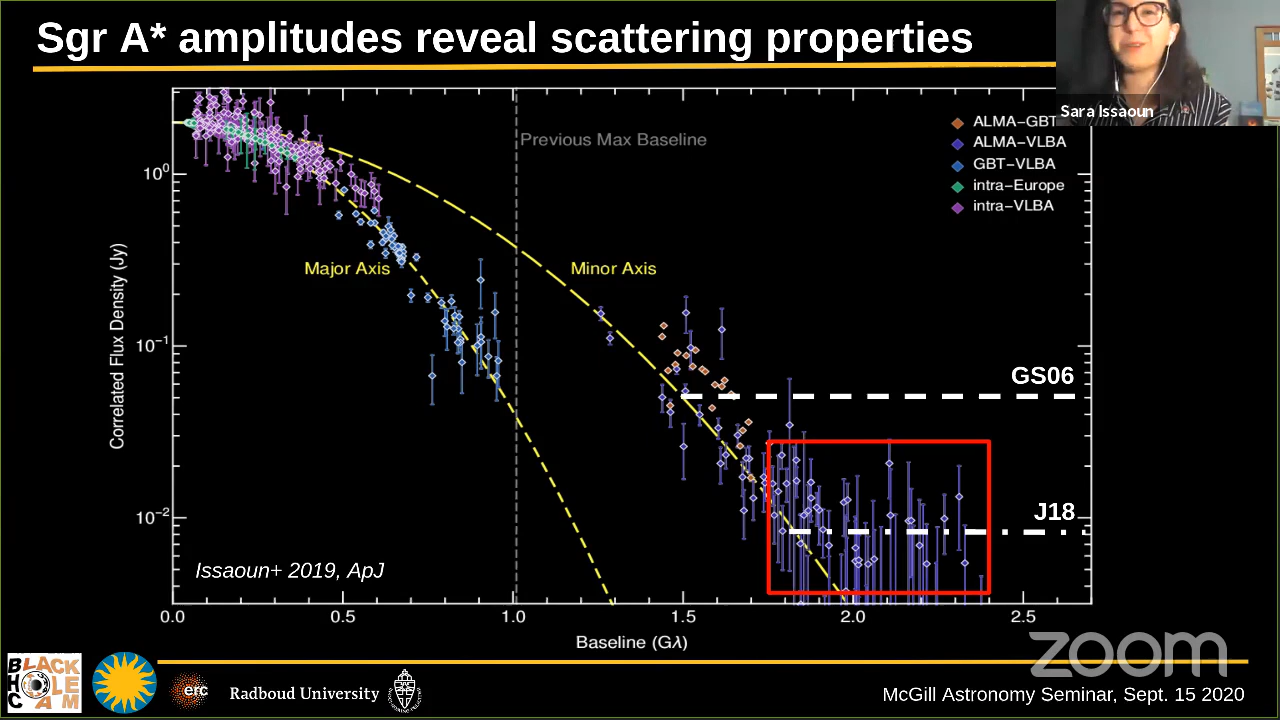 Sgr A* amplitudes reveal scattering properties
Sara Issaoun
ALMA−GBT
ALMA−VLBA
GBT−VLBA
intra−Europe
intra−VLBA
Previous Max Baseline
Major Axis
Minor Axis
GS06
J18
Correlated Flux Density (Jy)
10⁰
10⁻¹
10⁻²
Issaoun+ 2019, ApJ
0.0 0.5 1.0 1.5 2.0 2.5
Baseline (Gλ)
zoom
BLACK
HOLE
CAM
erc
Radboud University
McGill Astronomy Seminar, Sept. 15 2020